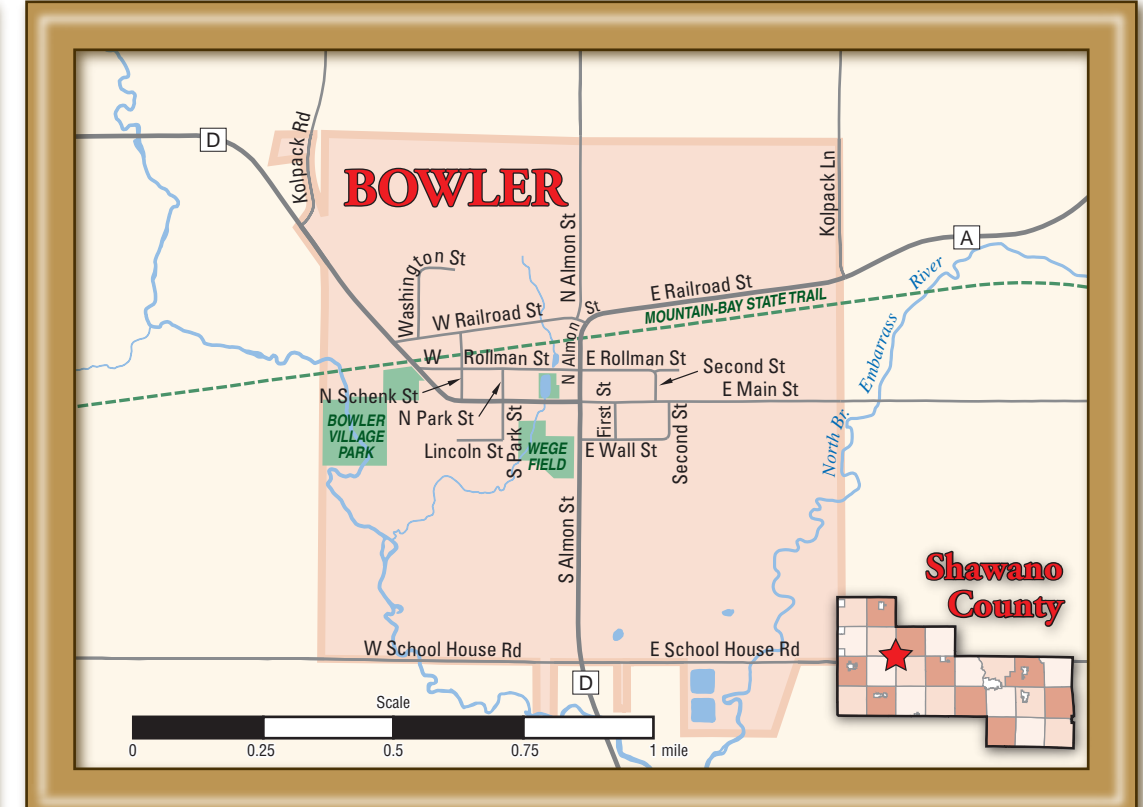 D
Kolpack Rd
BOWLER
N Almon St
Kolpack Ln
A
Washington St
River
E Railroad St
St
MOUNTAIN-BAY STATE TRAIL
W Railroad St
N Almon
W Rollman St
E Rollman St
Second St
Embarrass
N Schenk St
E Main St
First St
N Park St
BOWLER
VILLAGE
PARK
Lincoln St
S Park St
WEGE
FIELD
E Wall St
Second St
North Br.
S Almon St
Shawano
County
W School House Rd
E School House Rd
D
Scale
0 0.25 0.5 0.75 1 mile